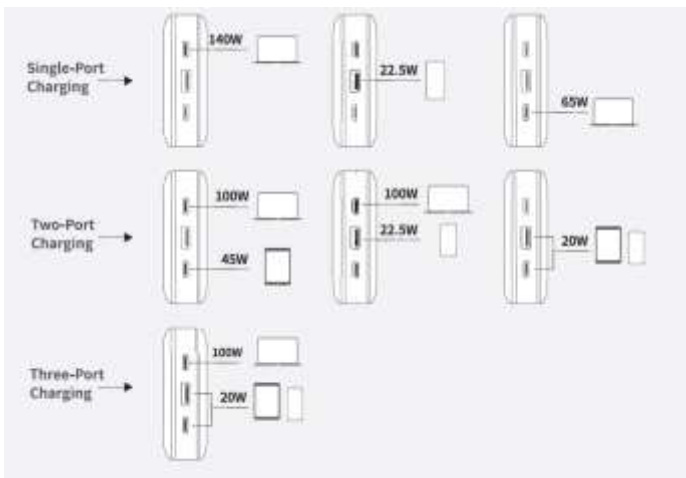 Single-Port
Charging
140W
22.5W
65W
Two-Port
Charging
100W
45W
100W
22.5W
20W
Three-Port
Charging
100W
20W